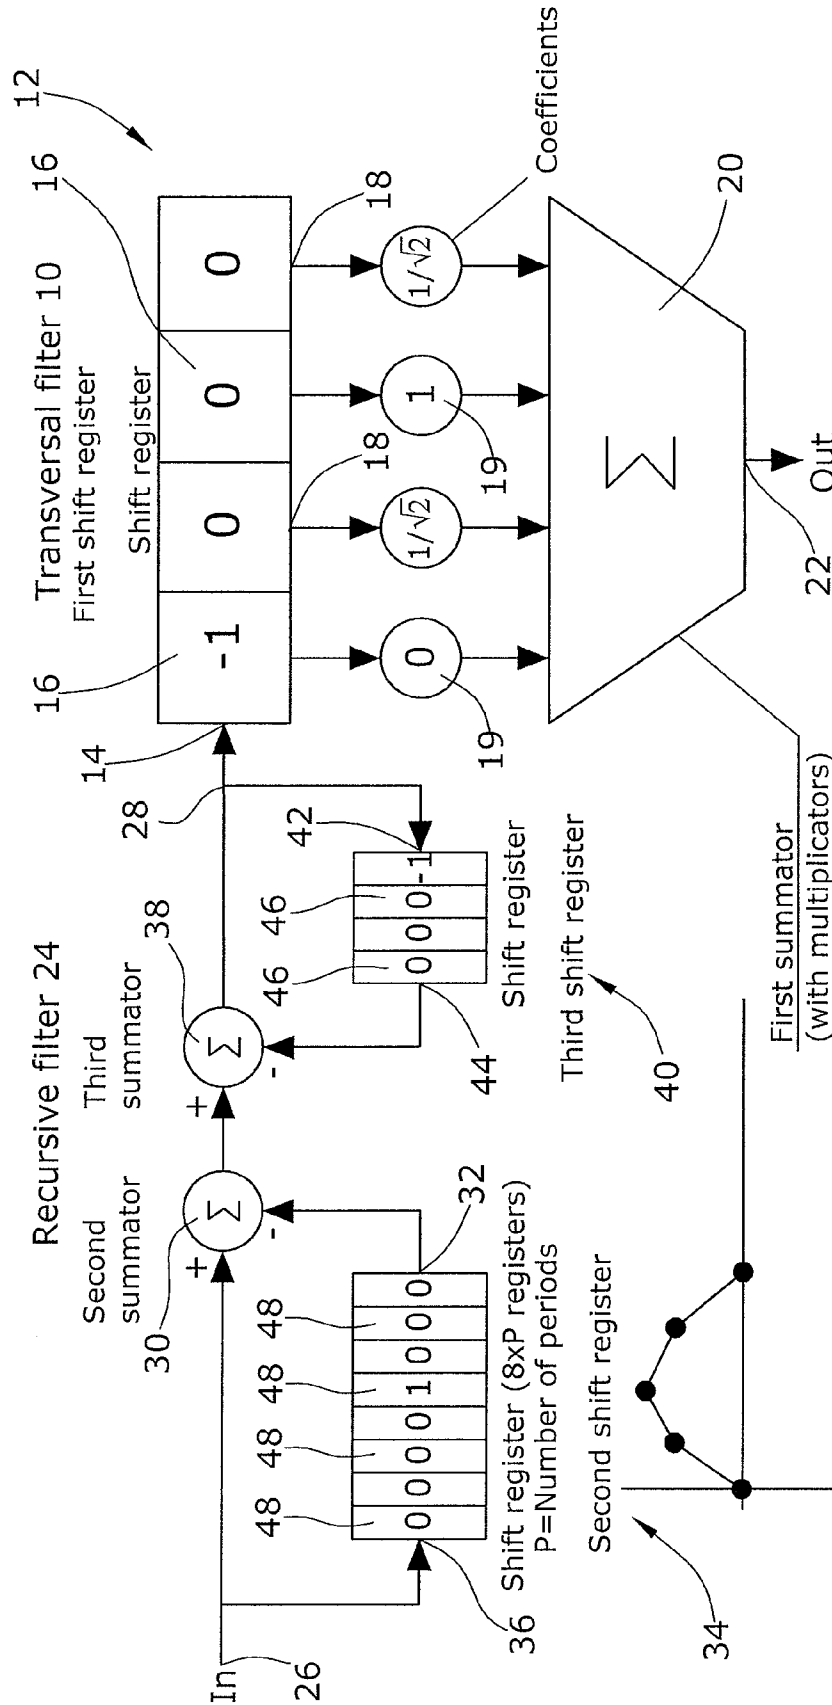 12
Transversal filter 10
First shift register
Shift register
16
16
-1
0
0
0
14
18
18
28
0
1/√2
1
1/√2
19
19
Coefficients
Σ
20
22
Out
First summator
(with multiplicators)
Recursive filter 24
Second
summator
Third
summator
30
38
+
Σ
-
+
Σ
-
42
46
46
0
0
0
-1
44
Shift register
Third shift register
40
In
26
48
48
48
48
0
0
0
0
1
0
0
0
32
36
Shift register (8xP registers)
P=Number of periods
Second shift register
34